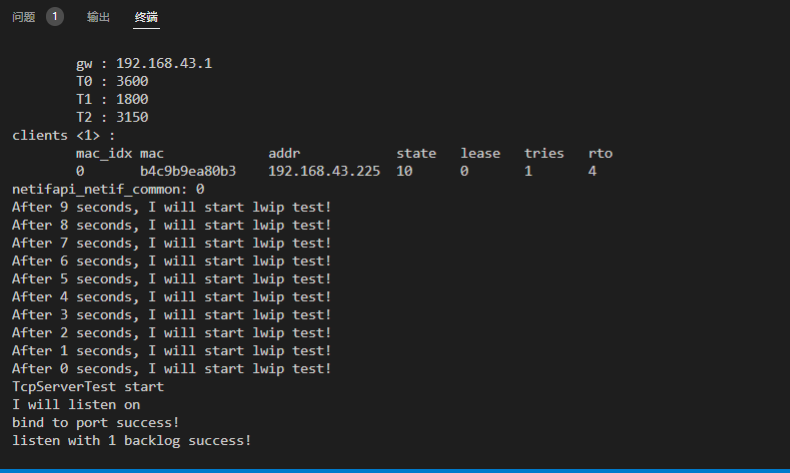 问题 1 输出 终端
gw : 192.168.43.1
T0 : 3600
T1 : 1800
T2 : 3150
clients <1> :
mac_idx mac addr state lease tries rto
0 b4c9b9ea80b3 192.168.43.225 10 0 1 4
netifapi_netif_common: 0
After 9 seconds, I will start lwip test!
After 8 seconds, I will start lwip test!
After 7 seconds, I will start lwip test!
After 6 seconds, I will start lwip test!
After 5 seconds, I will start lwip test!
After 4 seconds, I will start lwip test!
After 3 seconds, I will start lwip test!
After 2 seconds, I will start lwip test!
After 1 seconds, I will start lwip test!
After 0 seconds, I will start lwip test!
TcpServerTest start
I will listen on
bind to port success!
listen with 1 backlog success!